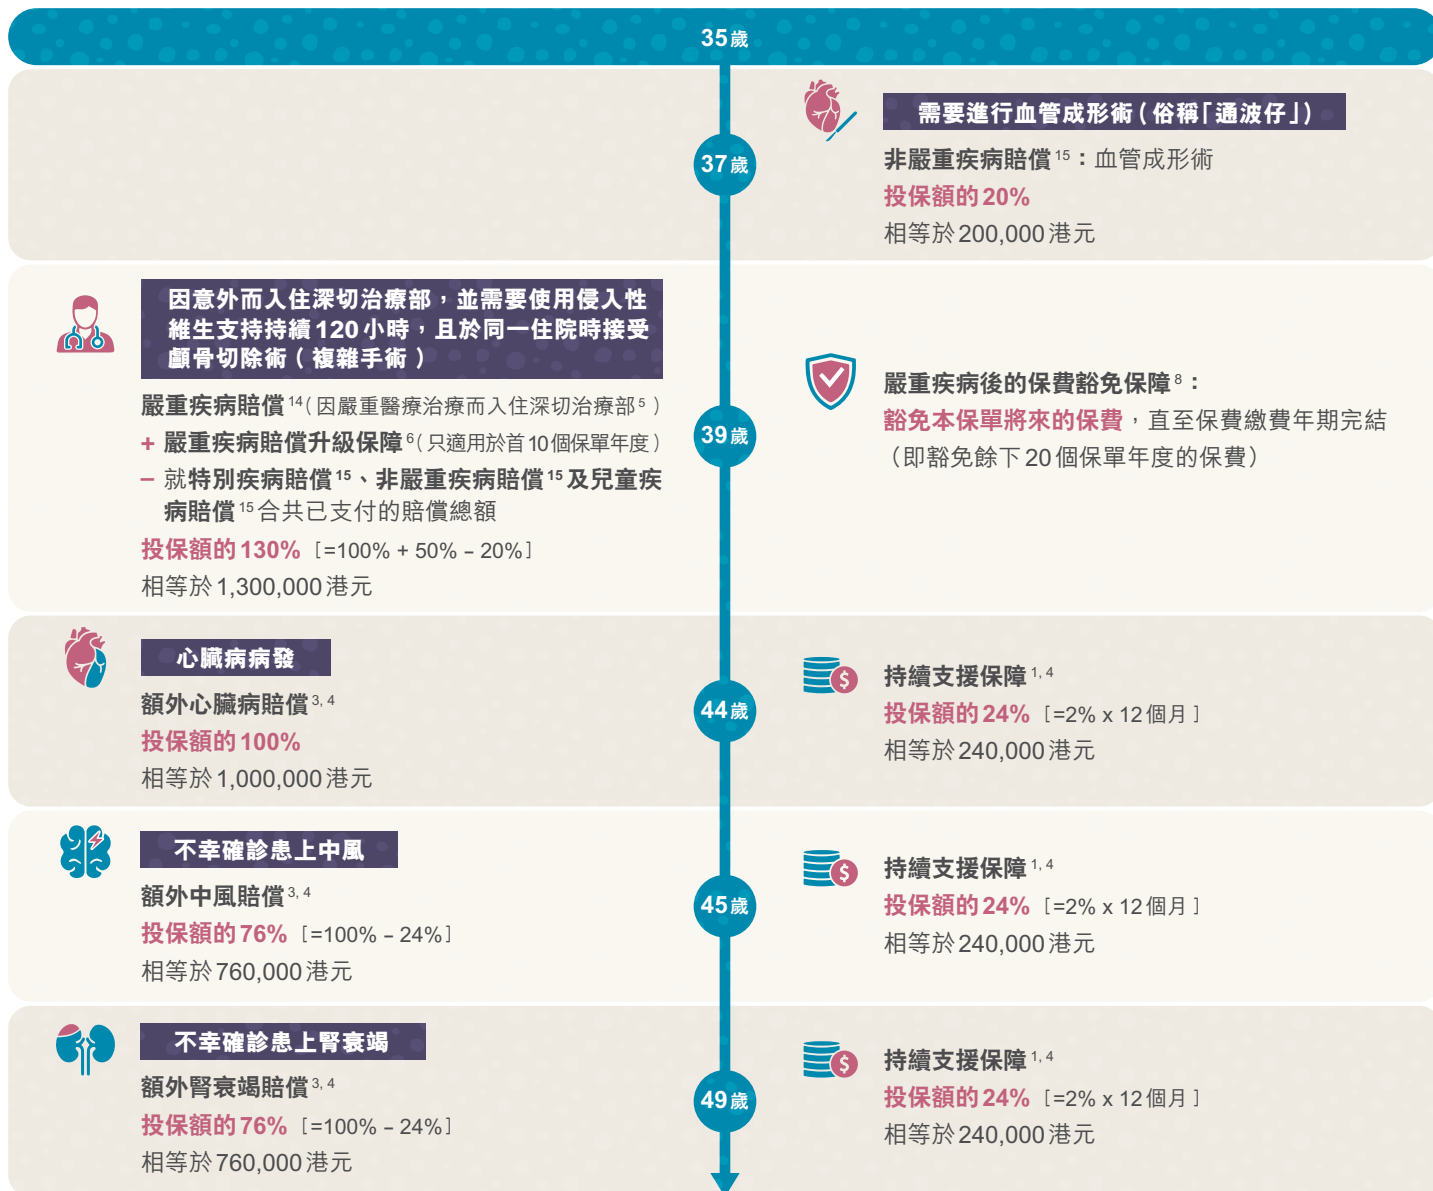 35歲
37歲
需要進行血管成形術(俗稱「通波仔」)
非嚴重疾病賠償15:血管成形術
投保額的20%
相等於200,000港元
39歲
因意外而入住深切治療部,並需要使用侵入性
維生支持持續120小時,且於同一住院時接受
顱骨切除術(複雜手術)
嚴重疾病賠償14(因嚴重醫療治療而入住深切治療部5)
+ 嚴重疾病賠償升級保障6(只適用於首10個保單年度)
– 就特別疾病賠償15、非嚴重疾病賠償15及兒童疾
病賠償15合共已支付的賠償總額
投保額的130% [=100% + 50% – 20%]
相等於1,300,000港元
嚴重疾病後的保費豁免保障8:
豁免本保單將來的保費,直至保費繳費年期完結
(即豁免餘下20個保單年度的保費)
44歲
心臟病病發
額外心臟病賠償3, 4
投保額的100%
相等於1,000,000港元
持續支援保障1, 4
投保額的24% [=2% x 12個月]
相等於240,000港元
45歲
不幸確診患上中風
額外中風賠償3, 4
投保額的76% [=100% – 24%]
相等於760,000港元
持續支援保障1, 4
投保額的24% [=2% x 12個月]
相等於240,000港元
49歲
不幸確診患上腎衰竭
額外腎衰竭賠償3, 4
投保額的76% [=100% – 24%]
相等於760,000港元
持續支援保障1, 4
投保額的24% [=2% x 12個月]
相等於240,000港元